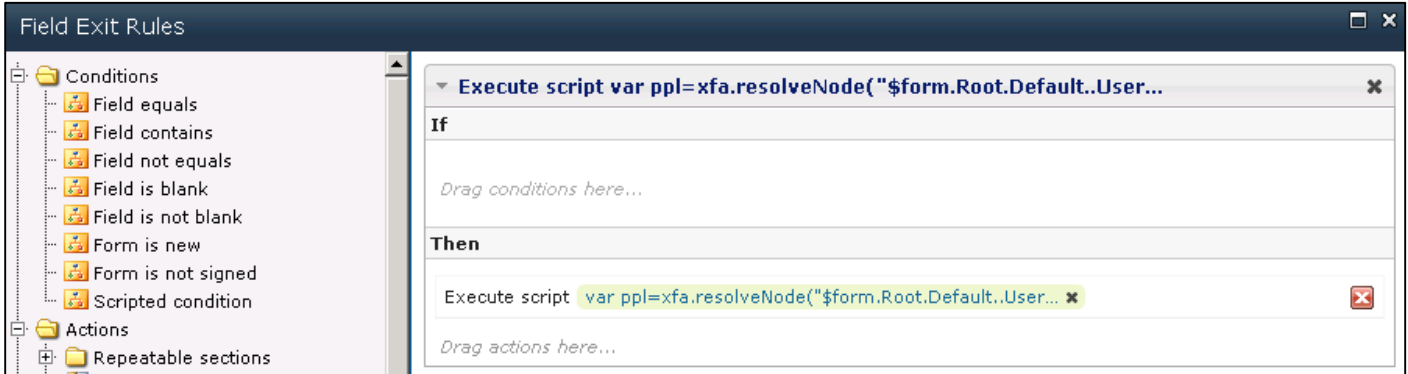 Field Exit Rules
Conditions
Field equals
Field contains
Field not equals
Field is blank
Field is not blank
Form is new
Form is not signed
Scripted condition
Actions
Repeatable sections
Execute script var ppl=xfa.resolveNode("$form.Root.Default..User...
If
Drag conditions here...
Then
Execute script var ppl=xfa.resolveNode("$form.Root.Default..User...
Drag actions here...